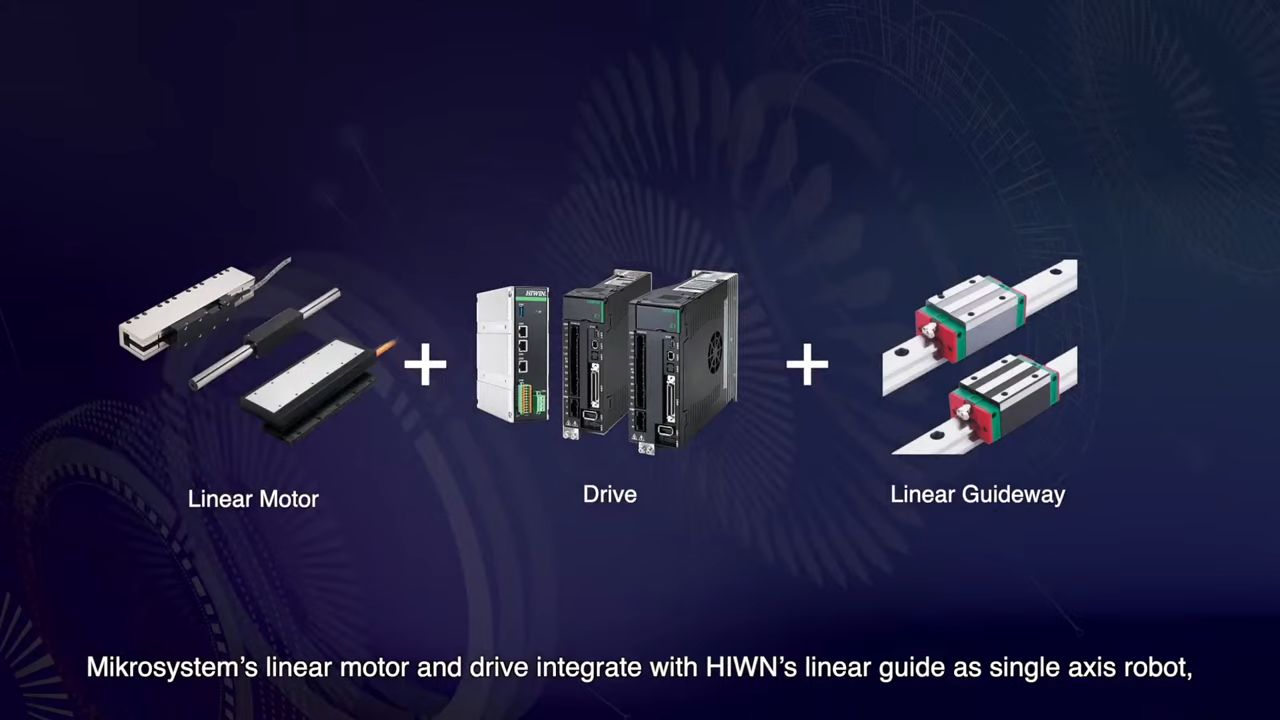 HIWIN
Linear Motor
Drive
Linear Guideway
Mikrosystem's linear motor and drive integrate with HIWN's linear guide as single axis robot,